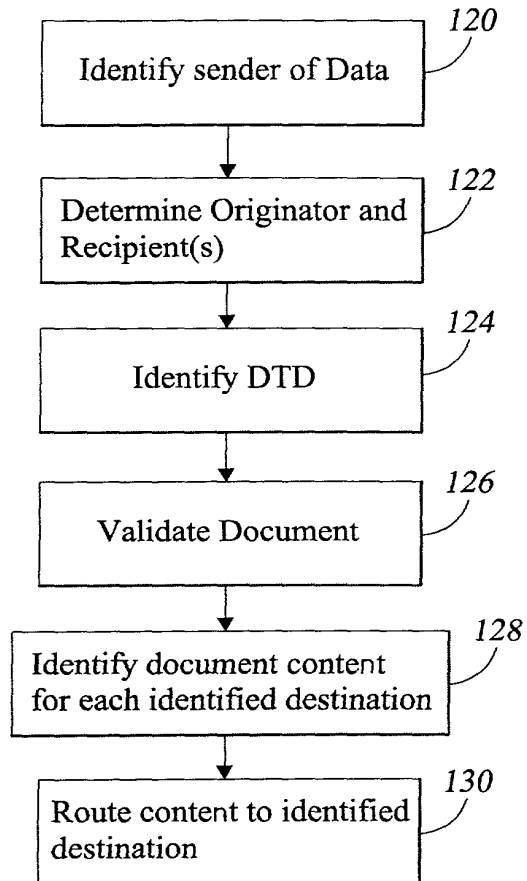 120
Identify sender of Data
122
Determine Originator and
Recipient(s)
124
Identify DTD
126
Validate Document
128
Identify document content
for each identified destination
130
Route content to identified
destination